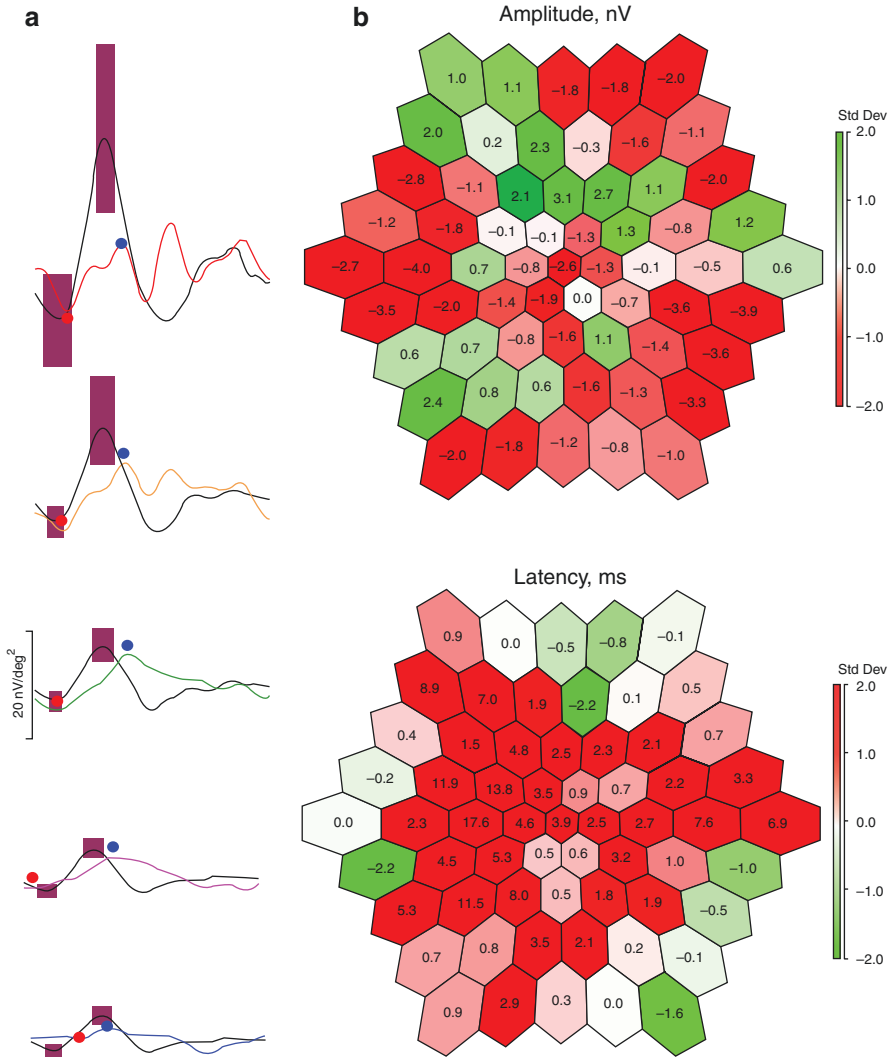 a
b
Amplitude, nV
1.0 1.1 −1.8 −1.8 −2.0
2.0 0.2 2.3 −0.3 −1.6 −1.1
−2.8 −1.1 2.1 3.1 2.7 1.1 −2.0
−1.2 −1.8 −0.1 −0.1 −1.3 1.3 −0.8 1.2
−2.7 −4.0 0.7 −0.8 −2.6 −1.3 −0.1 −0.5 0.6
−3.5 −2.0 −1.4 −1.9 0.0 −0.7 −3.6 −3.9
0.6 0.7 −0.8 −1.6 1.1 −1.4 −3.6
2.4 0.8 0.6 −1.6 −1.3 −3.3
−2.0 −1.8 −1.2 −0.8 −1.0
Std Dev
2.0
1.0
0.0
−1.0
−2.0
20 nV/deg²
Latency, ms
0.9 0.0 −0.5 −0.8 −0.1
8.9 7.0 1.9 −2.2 0.1 0.5
0.4 1.5 4.8 2.5 2.3 2.1 0.7
−0.2 11.9 13.8 3.5 0.9 0.7 2.2 3.3
0.0 2.3 17.6 4.6 3.9 2.5 2.7 7.6 6.9
−2.2 4.5 5.3 0.5 0.6 3.2 1.0 −1.0
5.3 11.5 8.0 0.5 1.8 1.9 −0.5
0.7 0.8 3.5 2.1 0.2 −0.1
0.9 2.9 0.3 0.0 −1.6
Std Dev
2.0
1.0
0.0
−1.0
−2.0